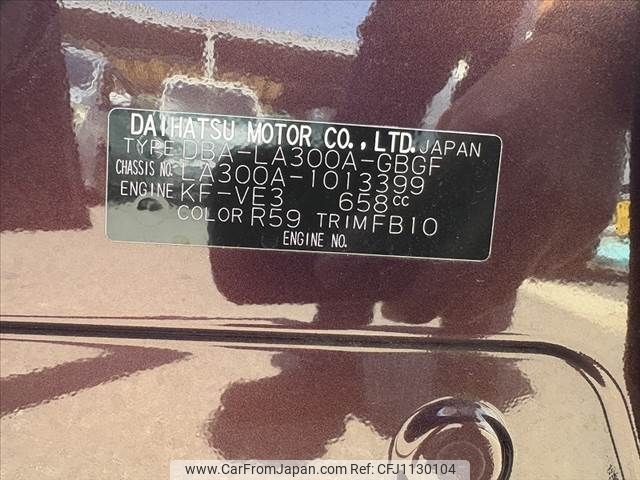 DAIHATSU MOTOR CO., LTD. JAPAN
TYPE DBA-LA300A-GBGF
CHASSIS NO. LA300A-1013399
ENGINE KF-VE3 658cc
COLOR R59 TRIM FB10
ENGINE NO.
www.CarFromJapan.com Ref: CFJ1130104